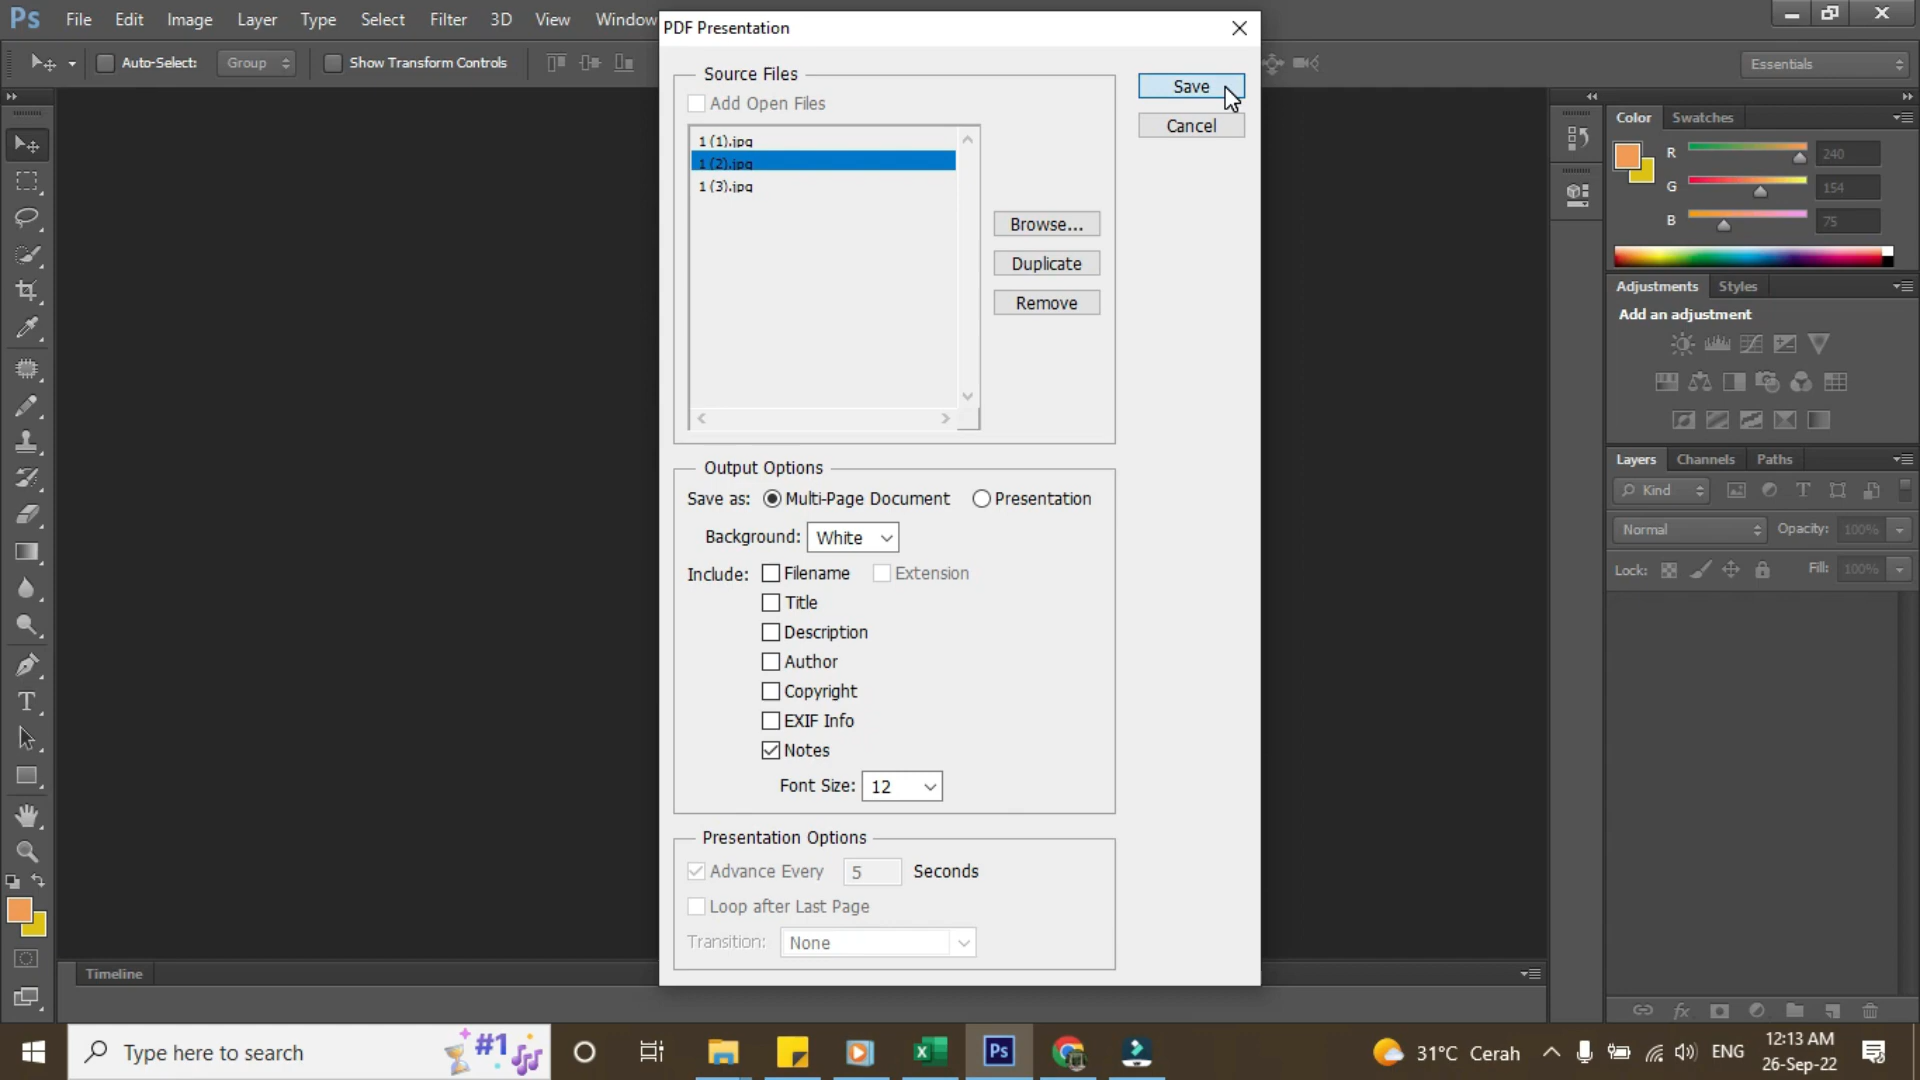 Ps File Edit Image Layer Type Select Filter 3D View Window
PDF Presentation
Auto-Select: Group Show Transform Controls
Essentials
Source Files
Add Open Files
1 (1).jpg
1 (2).jpg
1 (3).jpg
Save
Cancel
Browse...
Duplicate
Remove
Output Options
Save as: Multi-Page Document Presentation
Background: White
Include: Filename Extension
Title
Description
Author
Copyright
EXIF Info
Notes
Font Size: 12
Presentation Options
Advance Every 5 Seconds
Loop after Last Page
Transition: None
Color Swatches
R 240
G 154
B 75
Adjustments Styles
Add an adjustment
Layers Channels Paths
Kind
Normal Opacity: 100%
Lock: Fill: 100%
Timeline
Type here to search
#1
Ps
31°C Cerah
ENG
12:13 AM
26-Sep-22